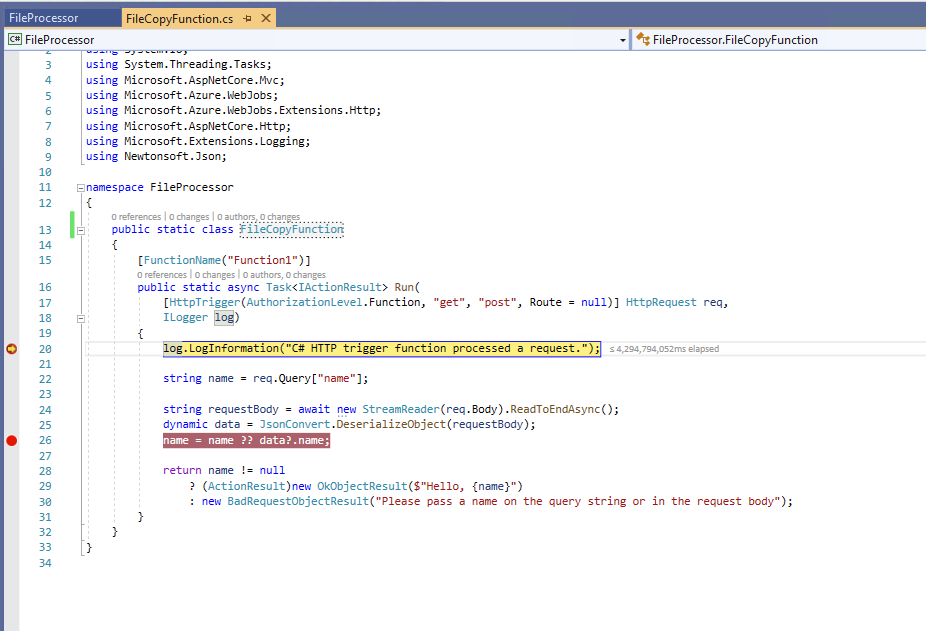 FileProcessor
FileCopyFunction.cs
C# FileProcessor
FileProcessor.FileCopyFunction
3 using System.Threading.Tasks;
4 using Microsoft.AspNetCore.Mvc;
5 using Microsoft.Azure.WebJobs;
6 using Microsoft.Azure.WebJobs.Extensions.Http;
7 using Microsoft.AspNetCore.Http;
8 using Microsoft.Extensions.Logging;
9 using Newtonsoft.Json;
10
11 namespace FileProcessor
12 {
0 references | 0 changes | 0 authors, 0 changes
13 public static class FileCopyFunction
14 {
15 [FunctionName("Function1")]
0 references | 0 changes | 0 authors, 0 changes
16 public static async Task<IActionResult> Run(
17 [HttpTrigger(AuthorizationLevel.Function, "get", "post", Route = null)] HttpRequest req,
18 ILogger log)
19 {
20 log.LogInformation("C# HTTP trigger function processed a request."); ≤ 4,294,794,052ms elapsed
21
22 string name = req.Query["name"];
23
24 string requestBody = await new StreamReader(req.Body).ReadToEndAsync();
25 dynamic data = JsonConvert.DeserializeObject(requestBody);
26 name = name ?? data?.name;
27
28 return name != null
29 ? (ActionResult)new OkObjectResult($"Hello, {name}")
30 : new BadRequestObjectResult("Please pass a name on the query string or in the request body");
31 }
32 }
33 }
34